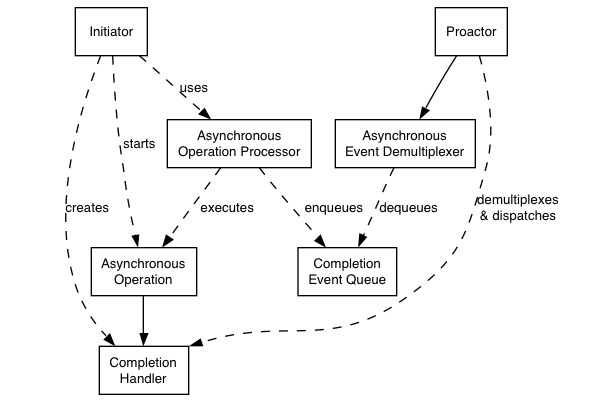 Initiator
Proactor
uses
Asynchronous
Operation Processor
Asynchronous
Event Demultiplexer
starts
creates
executes
enqueues
dequeues
demultiplexes
& dispatches
Asynchronous
Operation
Completion
Event Queue
Completion
Handler